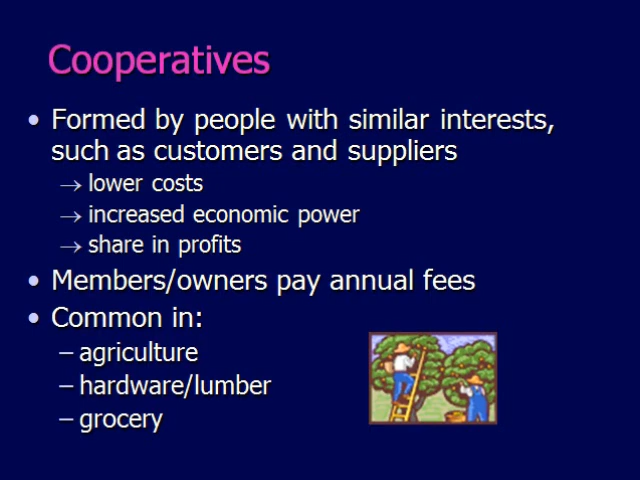 Cooperatives
• Formed by people with similar interests,
such as customers and suppliers
→ lower costs
→ increased economic power
→ share in profits
• Members/owners pay annual fees
• Common in:
– agriculture
– hardware/lumber
– grocery